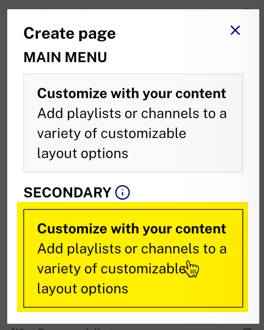 Create page
MAIN MENU
Customize with your content
Add playlists or channels to a
variety of customizable
layout options
SECONDARY
Customize with your content
Add playlists or channels to a
variety of customizable
layout options